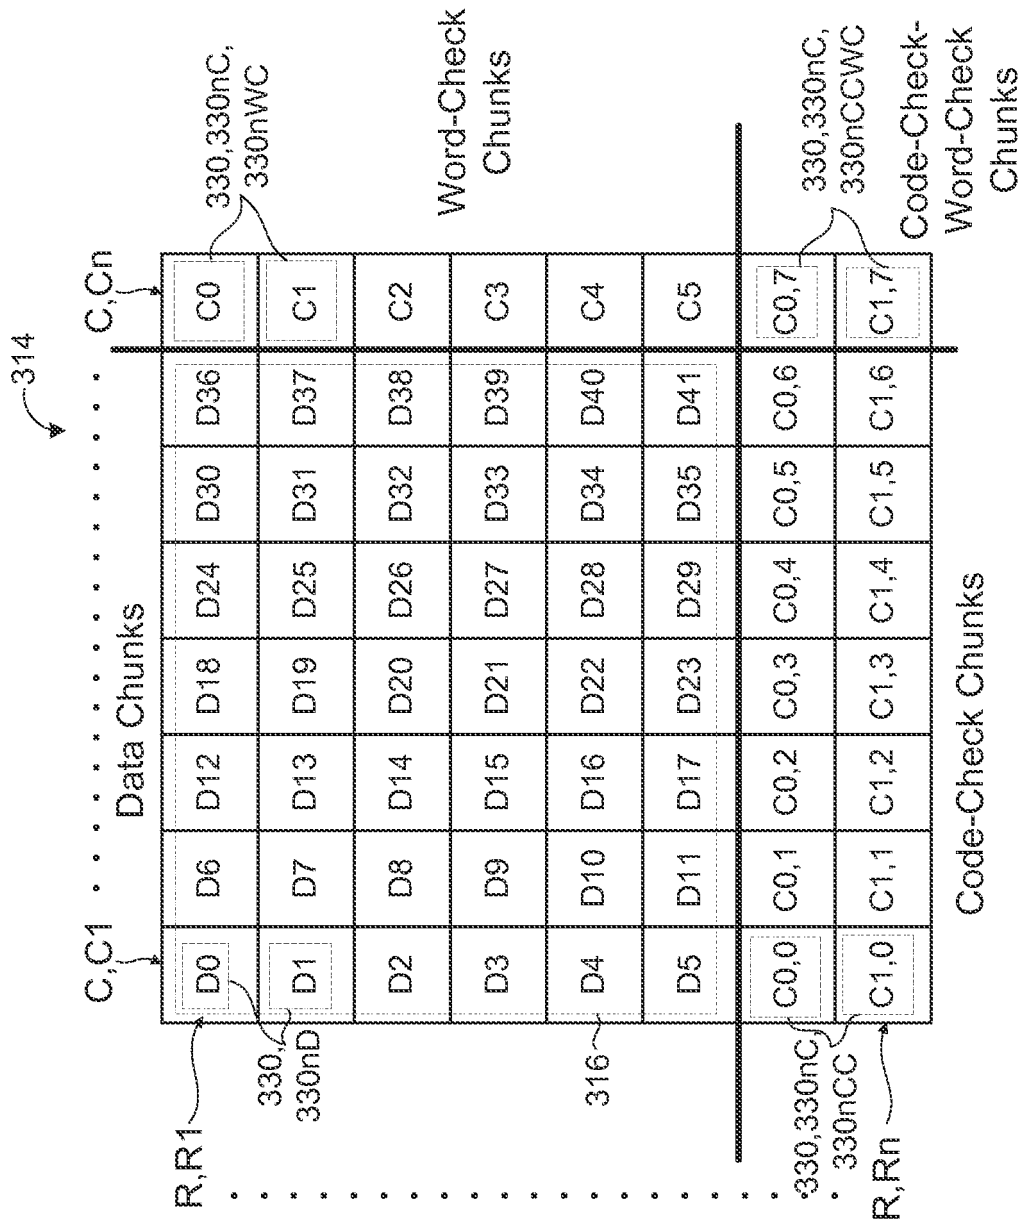 314
C,C1
C,Cn
Data Chunks
R,R1
D0 D6 D12 D18 D24 D30 D36 C0
330,330nC,
330nWC
330,
330nD
D1 D7 D13 D19 D25 D31 D37 C1
D2 D8 D14 D20 D26 D32 D38 C2
Word-Check
Chunks
D3 D9 D15 D21 D27 D33 D39 C3
316
D4 D10 D16 D22 D28 D34 D40 C4
D5 D11 D17 D23 D29 D35 D41 C5
330,330nC,
330nCC
C0,0 C0,1 C0,2 C0,3 C0,4 C0,5 C0,6 C0,7
330,330nC,
330nCCWC
R,Rn
C1,0 C1,1 C1,2 C1,3 C1,4 C1,5 C1,6 C1,7
Code-Check-
Word-Check
Chunks
Code-Check Chunks